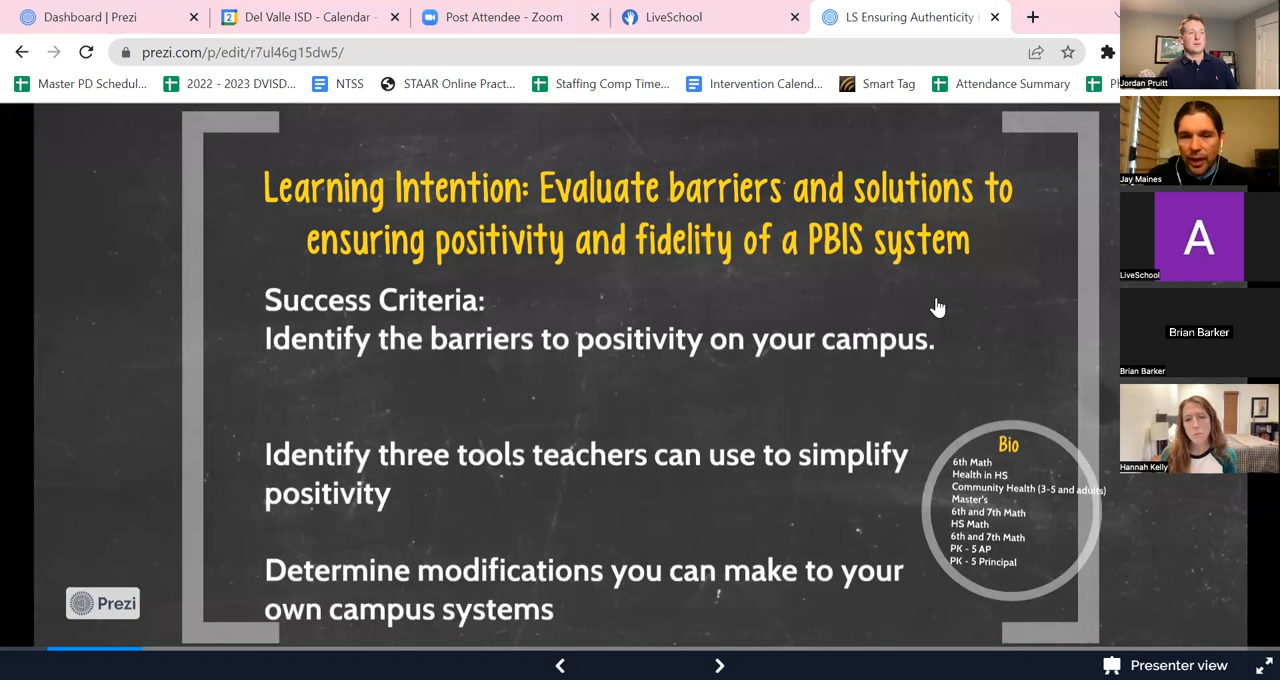 Dashboard | Prezi
Del Valle ISD - Calendar -
Post Attendee - Zoom
LiveSchool
LS Ensuring Authenticity
prezi.com/p/edit/r7ul46g15dw5/
Master PD Schedul...
2022 - 2023 DVISD...
NTSS
STAAB Online Pract...
Staffing Comp Time...
Intervention Calend...
Smart Tag
Attendance Summary
Learning Intention: Evaluate barriers and solutions to
ensuring positivity and fidelity of a PBIS system
Success Criteria:
Identify the barriers to positivity on your campus.
Identify three tools teachers can use to simplify
positivity
Determine modifications you can make to your
own campus systems
Bio
6th Math
Health in HS
Community Health (3-5 and adults)
Master's
6th and 7th Math
HS Math
6th and 7th Math
PK - 5 AP
PK - 5 Principal
Prezi
Presenter view
Jordan Pruitt
Jay Maines
A
LiveSchool
Brian Barker
Brian Barker
Hannah Kelly